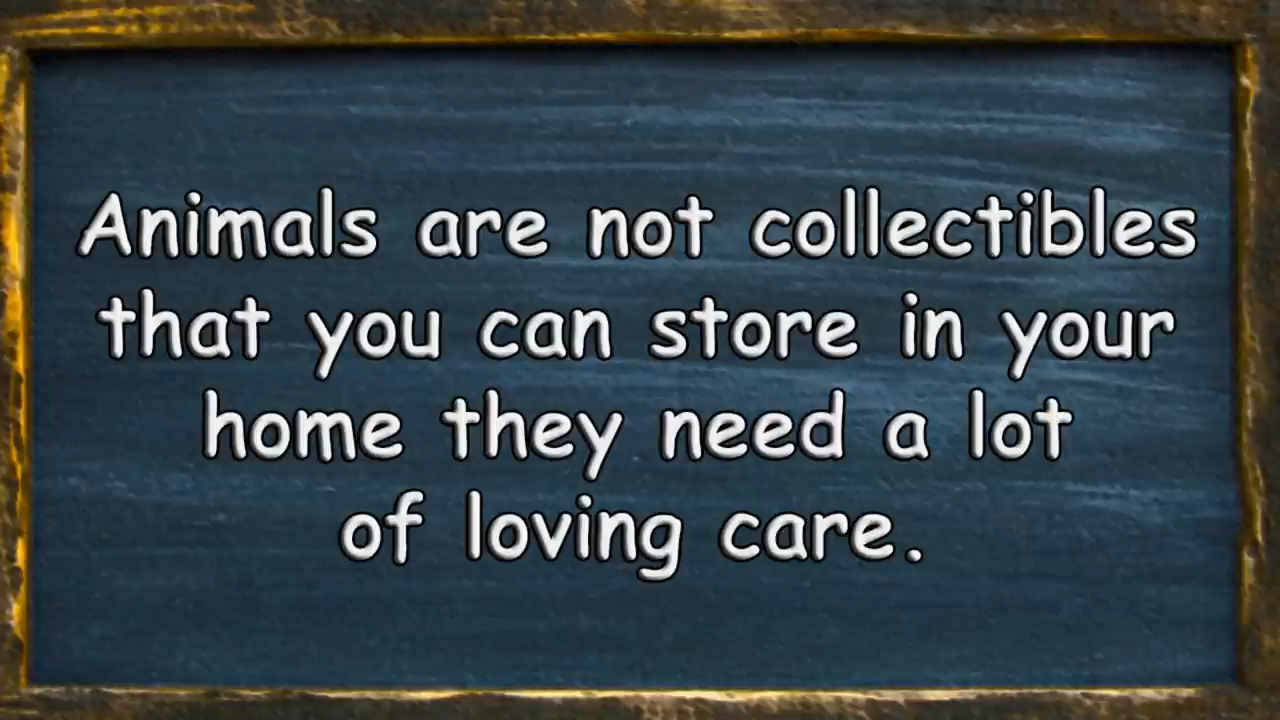 Animals are not collectibles
that you can store in your
home they need a lot
of loving care.